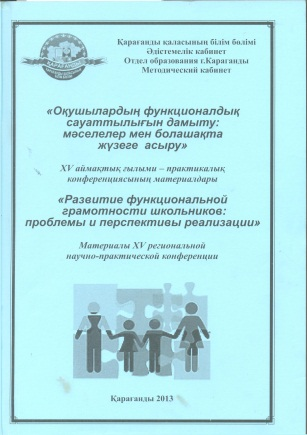 Қарағанды қаласының білім бөлімі
Әдістемелік кабинет
Отдел образования г.Караганды
Методический кабинет
«Оқушылардың функционалдық
сауаттылығын дамыту:
мәселелер мен болашақта
жүзеге асыру»
XV аймақтық ғылыми – практикалық
конференциясының материалдары
«Развитие функциональной
грамотности школьников:
проблемы и перспективы реализации»
Материалы XV региональной
научно-практической конференции
Қарағанды 2013